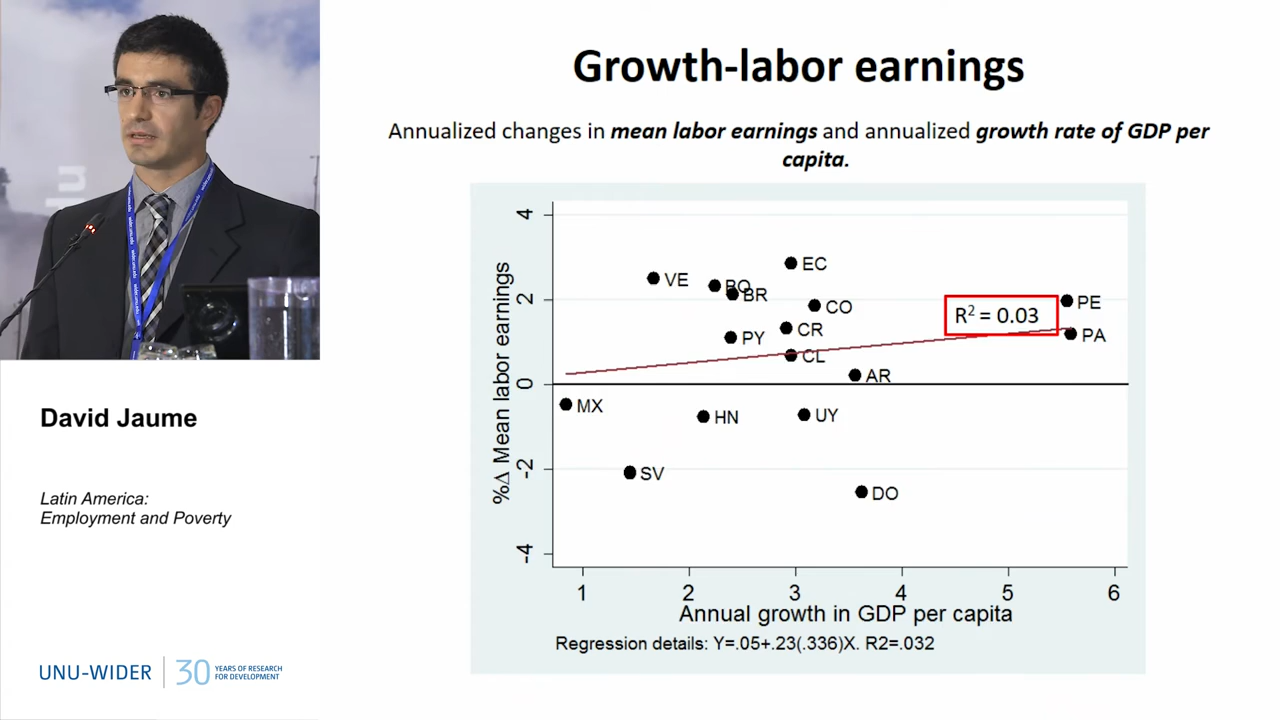 Growth-labor earnings
Annualized changes in mean labor earnings and annualized growth rate of GDP per
capita.
%Δ Mean labor earnings
4
2
0
-2
-4
EC
VE
BO
BR
CO
PE
R² = 0.03
CR
PY
PA
CL
AR
MX
HN
UY
SV
DO
1 2 3 4 5 6
Annual growth in GDP per capita
Regression details: Y=.05+.23(.336)X. R2=.032
David Jaume
Latin America:
Employment and Poverty
UNU-WIDER
30 YEARS OF RESEARCH
FOR DEVELOPMENT